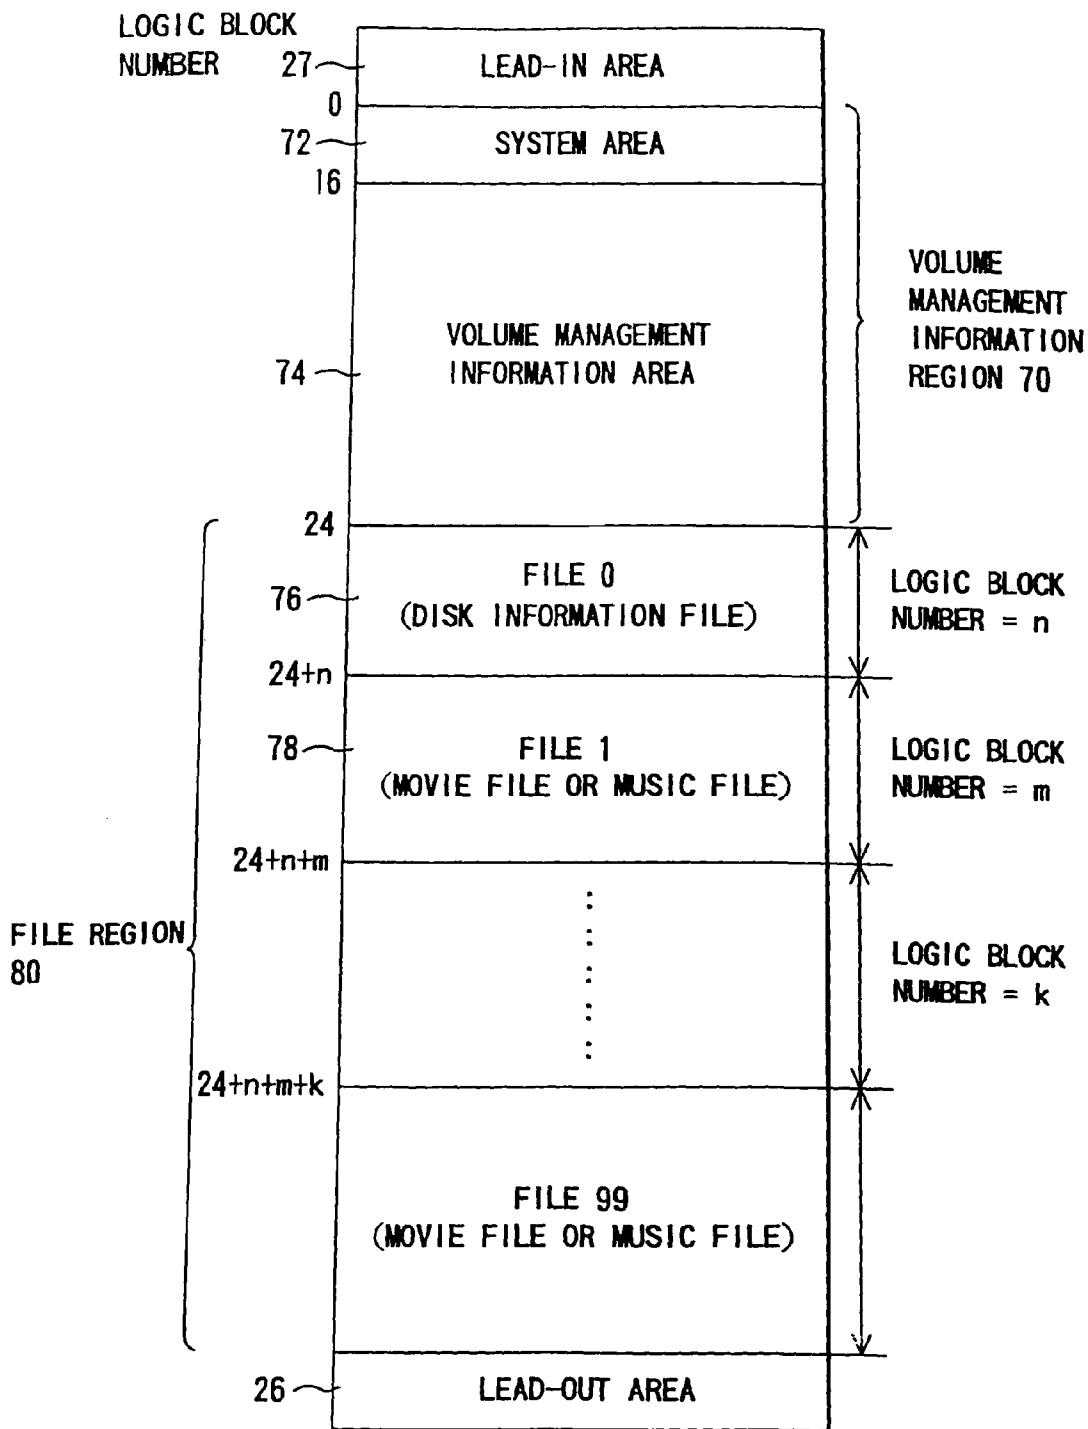 LOGIC BLOCK
NUMBER
27
LEAD-IN AREA
0
72
SYSTEM AREA
16
VOLUME
MANAGEMENT
INFORMATION
REGION 70
VOLUME MANAGEMENT
INFORMATION AREA
74
24
FILE 0
(DISK INFORMATION FILE)
76
LOGIC BLOCK
NUMBER = n
24+n
78
FILE 1
(MOVIE FILE OR MUSIC FILE)
LOGIC BLOCK
NUMBER = m
24+n+m
FILE REGION
80
LOGIC BLOCK
NUMBER = k
24+n+m+k
FILE 99
(MOVIE FILE OR MUSIC FILE)
26
LEAD-OUT AREA